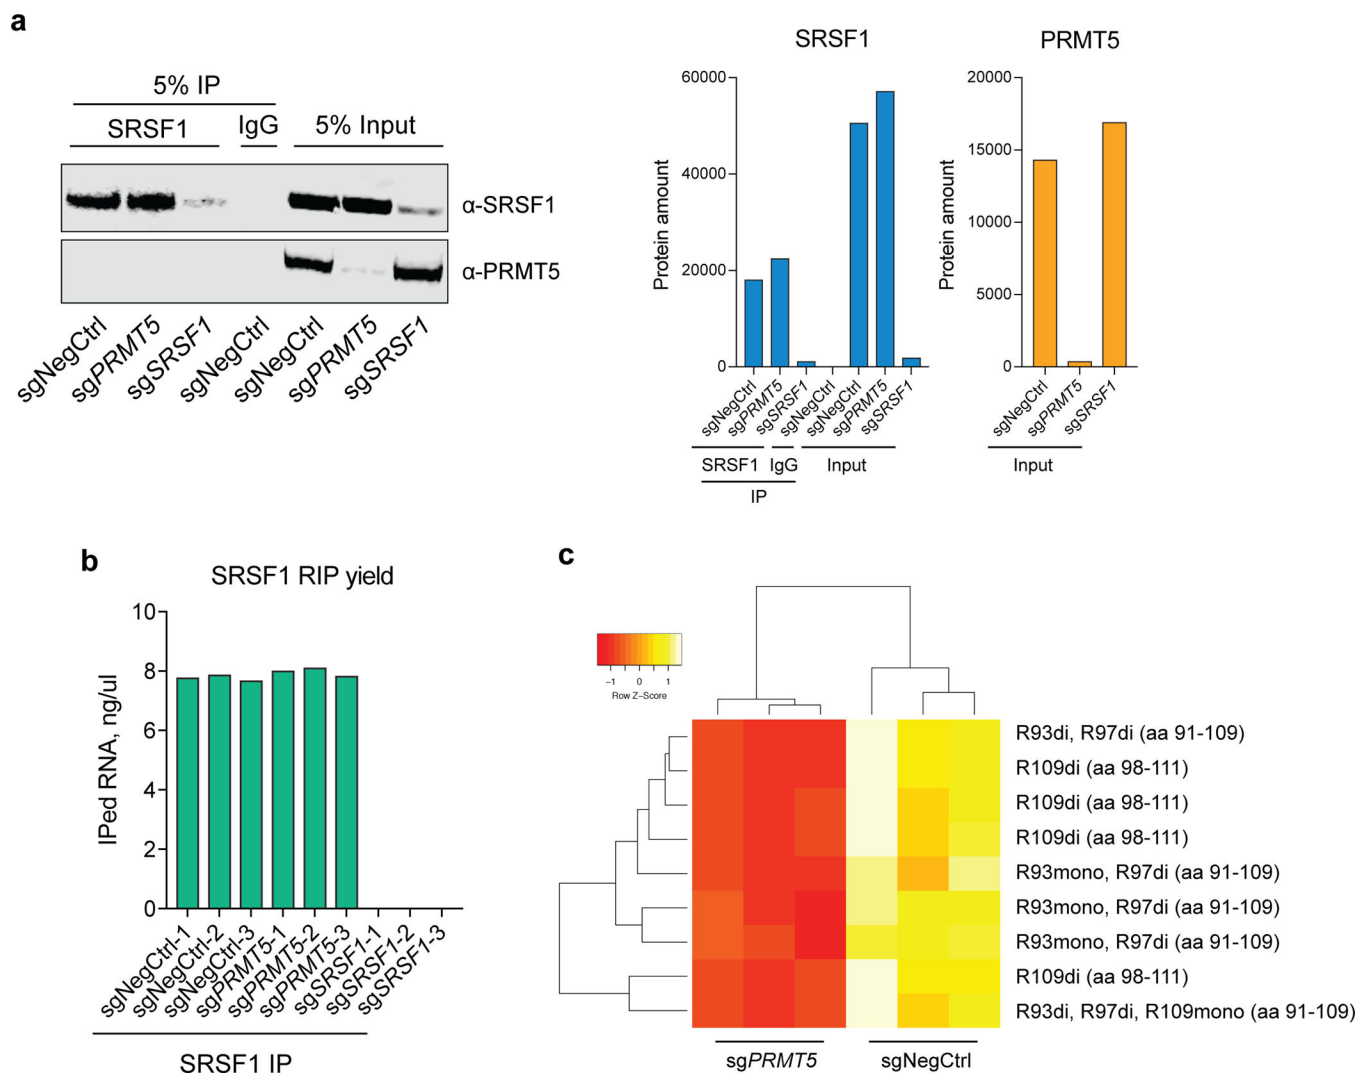 a
5% IP
SRSF1 IgG 5% Input
α-SRSF1
α-PRMT5
sgNegCtrl
sgPRMT5
sgSRSF1
sgNegCtrl
sgNegCtrl
sgPRMT5
sgSRSF1
SRSF1
Protein amount
60000
40000
20000
0
sgNegCtrl
sgPRMT5
sgSRSF1
sgNegCtrl
sgNegCtrl
sgPRMT5
sgSRSF1
SRSF1 IgG Input
IP
PRMT5
Protein amount
20000
15000
10000
5000
0
sgNegCtrl
sgPRMT5
sgSRSF1
Input
b
SRSF1 RIP yield
IPed RNA, ng/ul
10
8
6
4
2
0
sgNegCtrl-1
sgNegCtrl-2
sgNegCtrl-3
sgPRMT5-1
sgPRMT5-2
sgPRMT5-3
sgSRSF1-1
sgSRSF1-2
sgSRSF1-3
SRSF1 IP
c
−1 0 1
Row Z−Score
R93di, R97di (aa 91-109)
R109di (aa 98-111)
R109di (aa 98-111)
R109di (aa 98-111)
R93mono, R97di (aa 91-109)
R93mono, R97di (aa 91-109)
R93mono, R97di (aa 91-109)
R109di (aa 98-111)
R93di, R97di, R109mono (aa 91-109)
sgPRMT5 sgNegCtrl